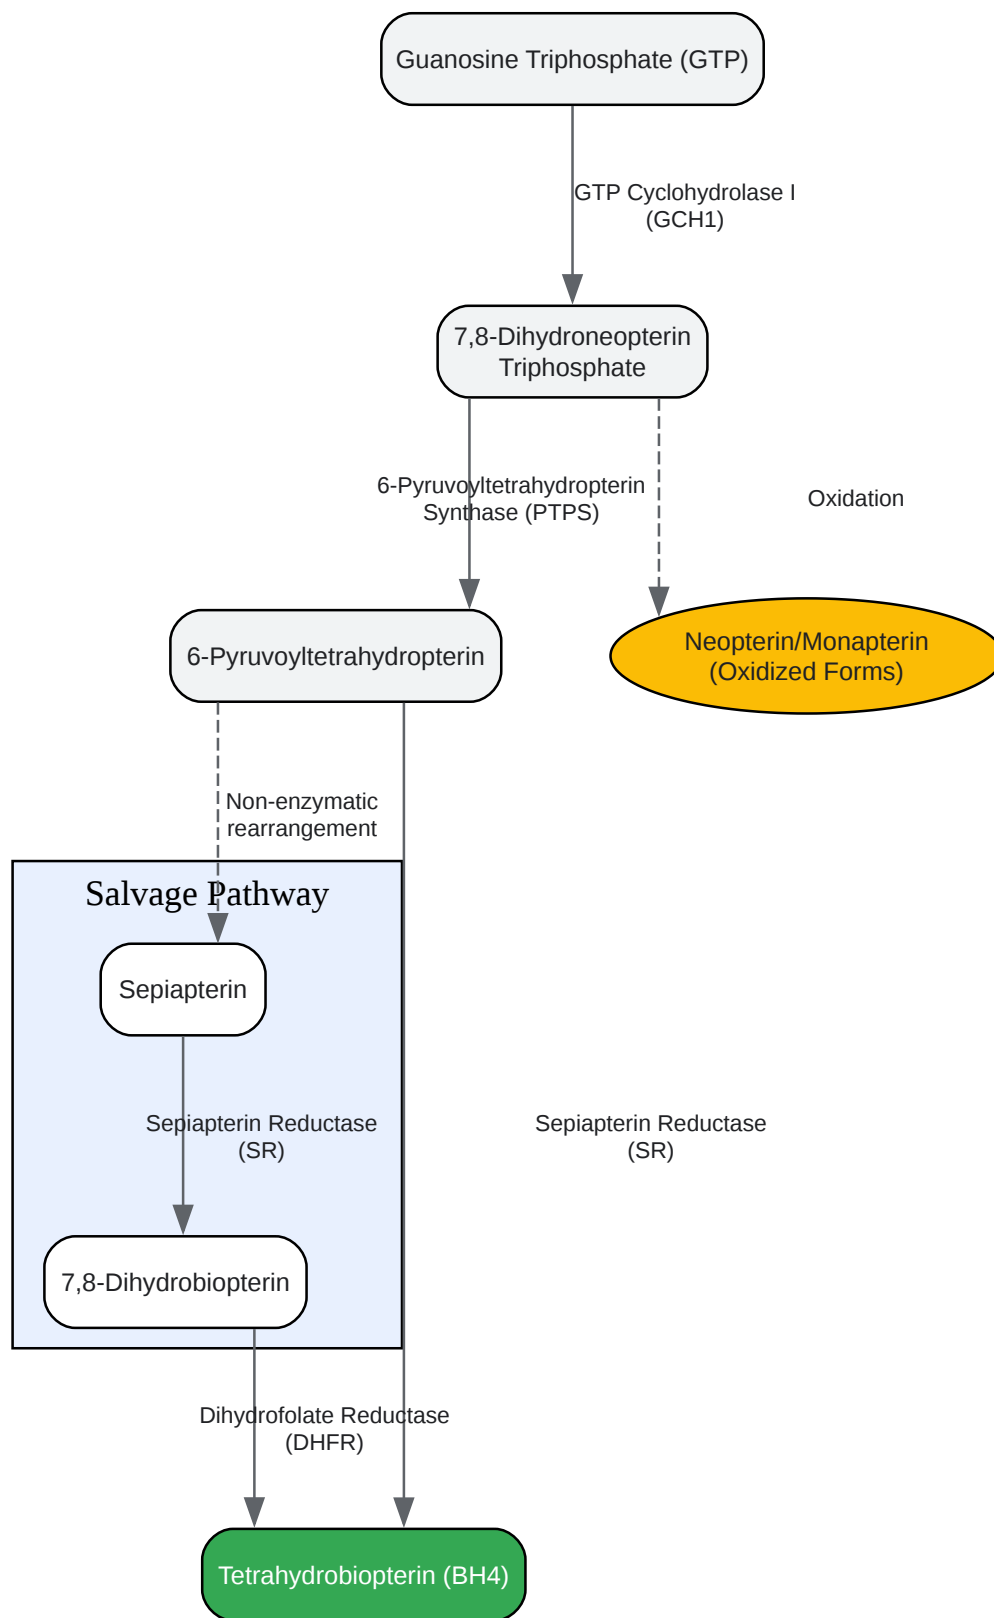 Guanosine Triphosphate (GTP)
GTP Cyclohydrolase I
(GCH1)
7,8-Dihydroneopterin
Triphosphate
6-Pyruvoyltetrahydropterin
Synthase (PTPS)
Oxidation
6-Pyruvoyltetrahydropterin
Neopterin/Monapterin
(Oxidized Forms)
Non-enzymatic
rearrangement
Salvage Pathway
Sepiapterin
Sepiapterin Reductase
(SR)
Sepiapterin Reductase
(SR)
7,8-Dihydrobiopterin
Dihydrofolate Reductase
(DHFR)
Tetrahydrobiopterin (BH4)